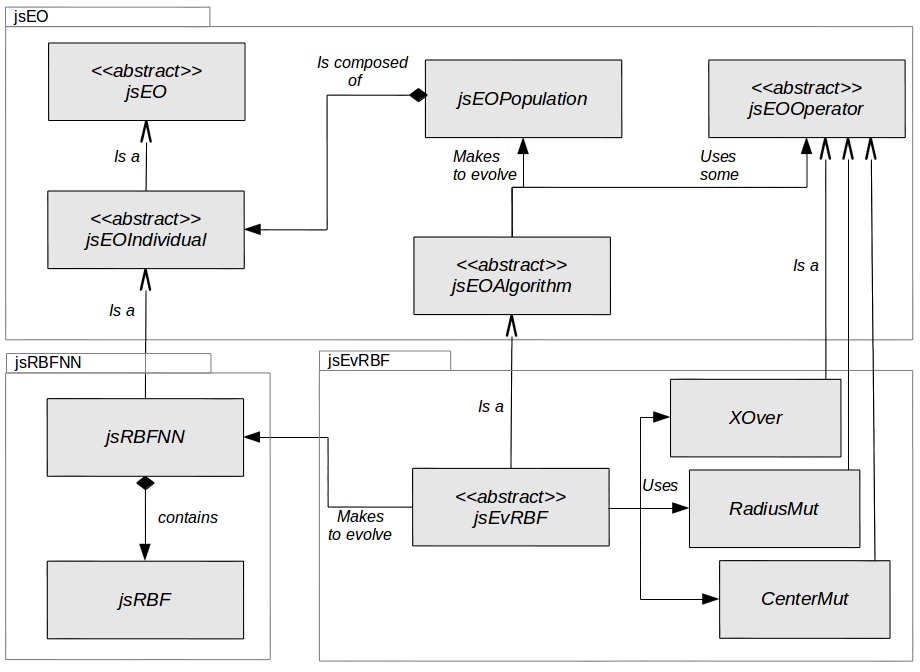 jsEO
<<abstract>>
jsEO
Is composed
of
jsEOPopulation
<<abstract>>
jsEOOperator
Is a
Makes
to evolve
Uses
some
<<abstract>>
jsEOIndividual
<<abstract>>
jsEOAlgorithm
Is a
Is a
jsRBFNN
jsEvRBF
jsRBFNN
Is a
XOver
<<abstract>>
jsEvRBF
Uses
RadiusMut
Makes
to evolve
contains
jsRBF
CenterMut